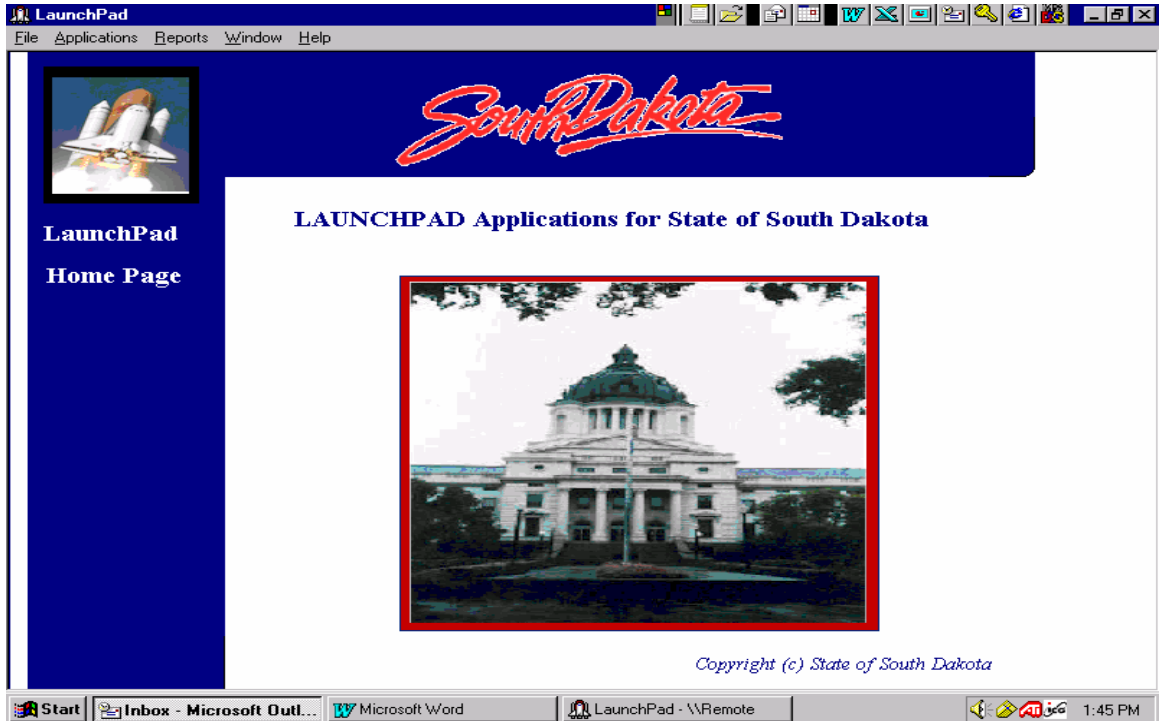 LaunchPad
File Applications Reports Window Help
South Dakota
LAUNCHPAD Applications for State of South Dakota
LaunchPad
Home Page
Copyright (c) State of South Dakota
Start Inbox - Microsoft Outl... Microsoft Word LaunchPad - \\Remote 1:45 PM